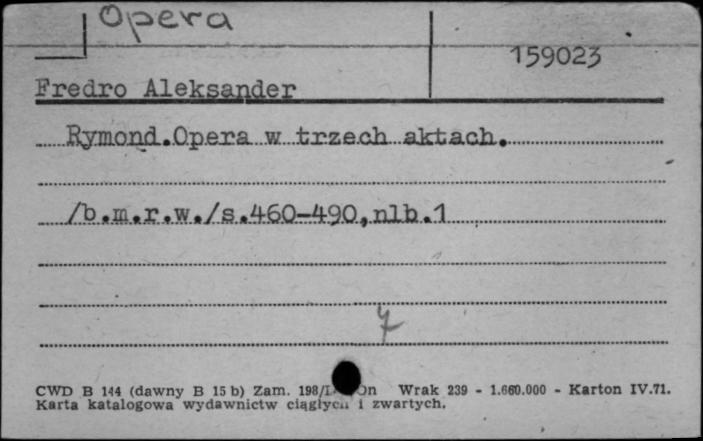 Opera
159023
Fredro Aleksander
Rymond.Opera w trzech aktach.
/b.m.r.w./s.460-490,nlb.1
7
CWD B 144 (dawny B 15 b) Zam. 198/ Wrak 239 - 1.660.000 - Karton IV.71.
Karta katalogowa wydawnictw ciągłych i zwartych.